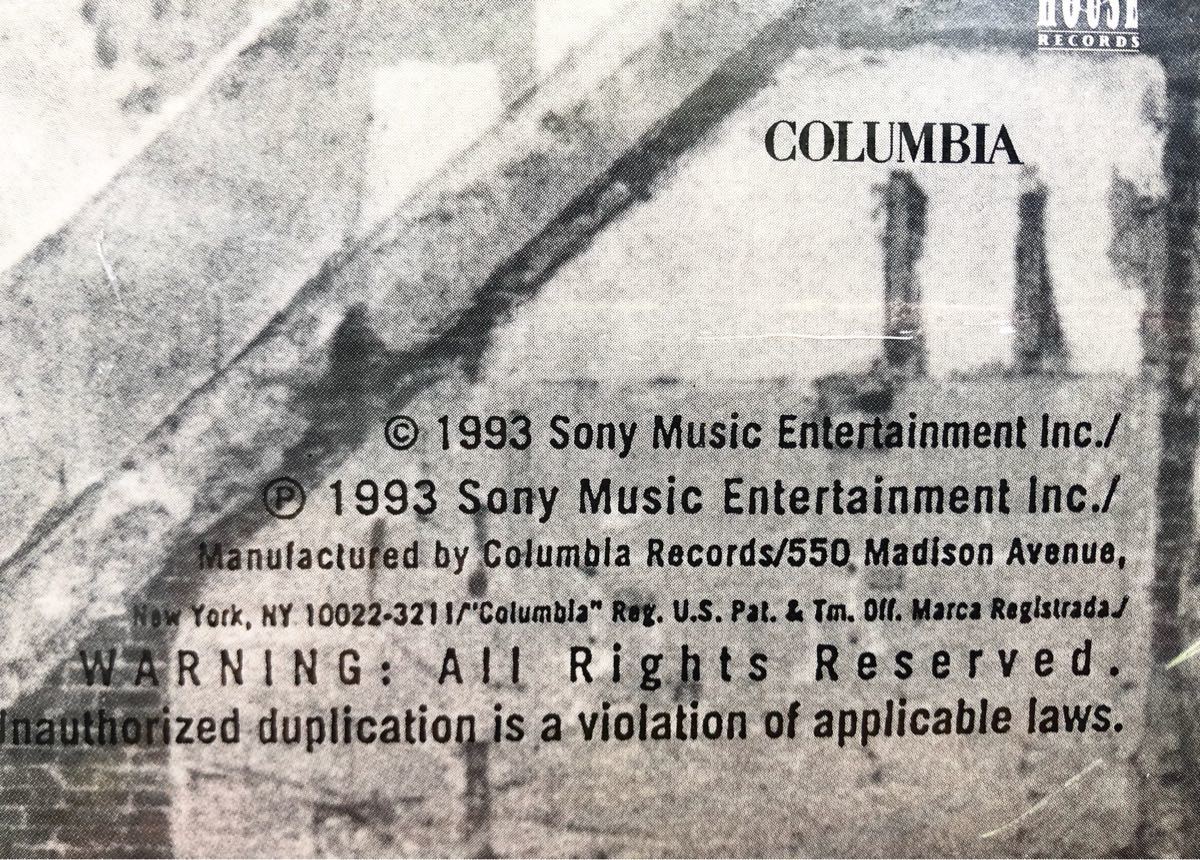 HOUSE
RECORDS
COLUMBIA
© 1993 Sony Music Entertainment Inc./
℗ 1993 Sony Music Entertainment Inc./
Manufactured by Columbia Records/550 Madison Avenue,
New York, NY 10022-3211/"Columbia" Reg. U.S. Pat. & Tm. Off. Marca Registrada/
WARNING: All Rights Reserved.
Unauthorized duplication is a violation of applicable laws.